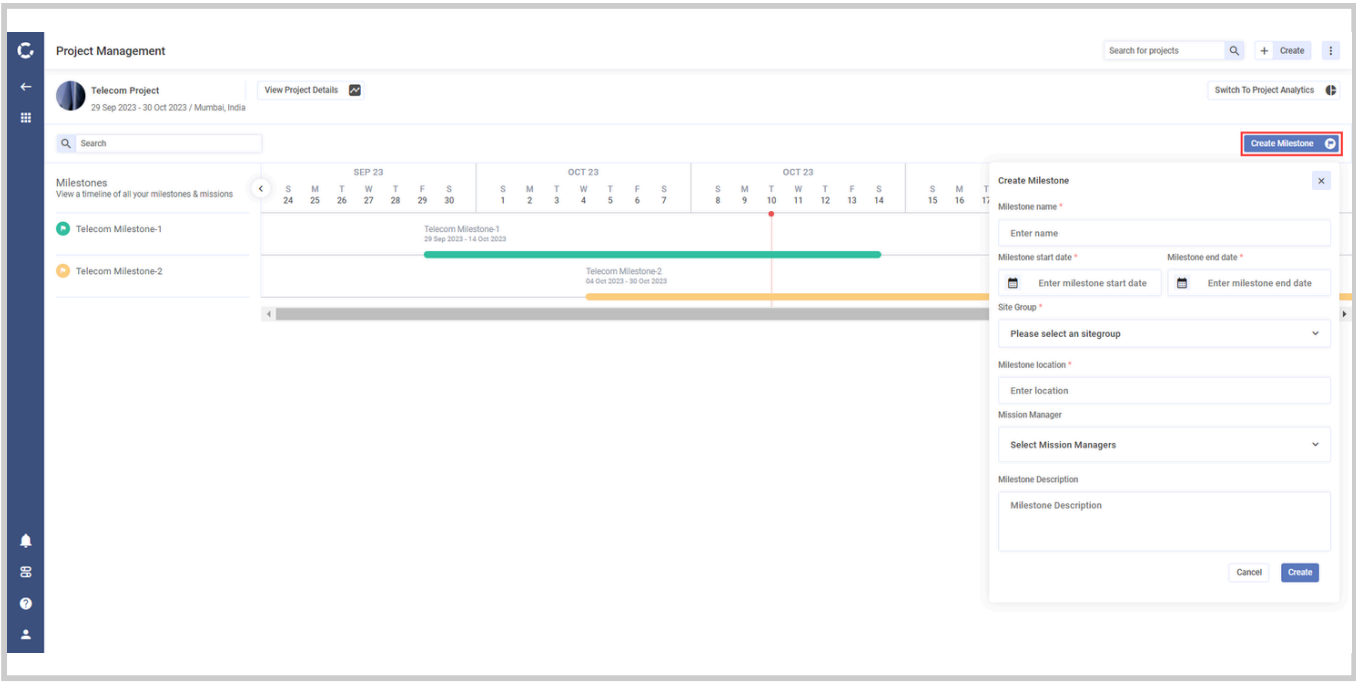 Project Management
Search for projects
+ Create
Telecom Project
29 Sep 2023 - 30 Oct 2023 / Mumbai, India
View Project Details
Switch To Project Analytics
Search
Create Milestone
Milestones
View a timeline of all your milestones & missions
SEP 23 OCT 23 OCT 23
S M T W T F S S M T W T F S S M T W T F S S M T
24 25 26 27 28 29 30 1 2 3 4 5 6 7 8 9 10 11 12 13 14 15 16 17
Telecom Milestone-1
Telecom Milestone-1
29 Sep 2023 - 14 Oct 2023
Telecom Milestone-2
Telecom Milestone-2
04 Oct 2023 - 30 Oct 2023
Create Milestone
Milestone name *
Enter name
Milestone start date * Milestone end date *
Enter milestone start date Enter milestone end date
Site Group *
Please select an sitegroup
Milestone location *
Enter location
Mission Manager
Select Mission Managers
Milestone Description
Milestone Description
Cancel Create